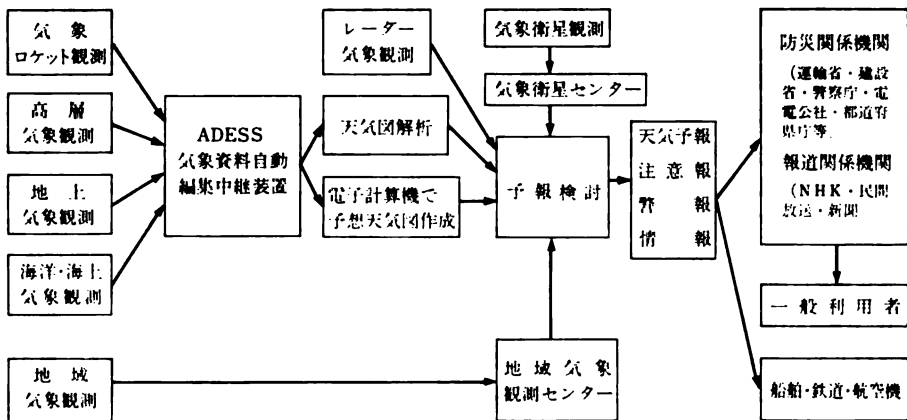 気象
ロケット観測
高層
気象観測
地上
気象観測
海洋・海上
気象観測
地域
気象観測
ADESS
気象資料自動
編集中継装置
レーダー
気象観測
天気図解析
電子計算機で
予想天気図作成
気象衛星観測
気象衛星センター
予報検討
地域気象
観測センター
天気予報
注意報
警報
情報
防災関係機関
(運輸省・建設
省・警察庁・電
電公社・都道府
県庁等)
報道関係機関
(NHK・民間
放送・新聞)
一般利用者
船舶・鉄道・航空機